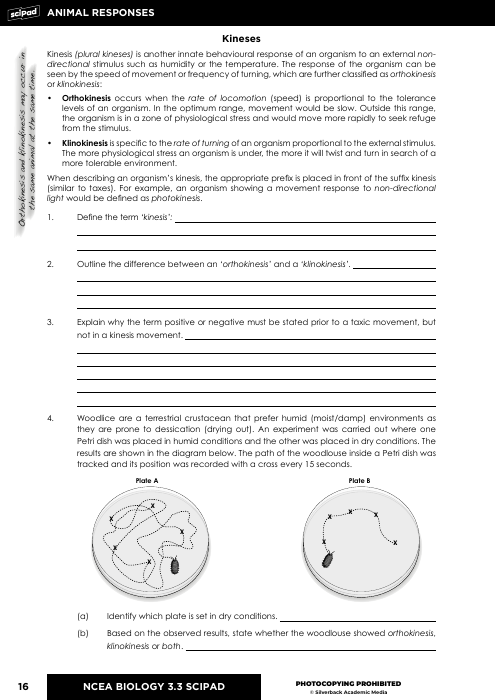 scipad ANIMAL RESPONSES
Kineses
Kinesis (plural kineses) is another innate behavioural response of an organism to an external non-
directional stimulus such as humidity or the temperature. The response of the organism can be
seen by the speed of movement or frequency of turning, which are further classified as orthokinesis
or klinokinesis:
• Orthokinesis occurs when the rate of locomotion (speed) is proportional to the tolerance
levels of an organism. In the optimum range, movement would be slow. Outside this range,
the organism is in a zone of physiological stress and would move more rapidly to seek refuge
from the stimulus.
• Klinokinesis is specific to the rate of turning of an organism proportional to the external stimulus.
The more physiological stress an organism is under, the more it will twist and turn in search of a
more tolerable environment.
When describing an organism's kinesis, the appropriate prefix is placed in front of the suffix kinesis
(similar to taxes). For example, an organism showing a movement response to non-directional
light would be defined as photokinesis.
Orthokinesis and klinokinesis may occur in
the same animal at the same time.
1. Define the term 'kinesis':
2. Outline the difference between an 'orthokinesis' and a 'klinokinesis'.
3. Explain why the term positive or negative must be stated prior to a taxic movement, but
not in a kinesis movement.
4. Woodlice are a terrestrial crustacean that prefer humid (moist/damp) environments as
they are prone to dessication (drying out). An experiment was carried out where one
Petri dish was placed in humid conditions and the other was placed in dry conditions. The
results are shown in the diagram below. The path of the woodlouse inside a Petri dish was
tracked and its position was recorded with a cross every 15 seconds.
Plate A Plate B
x x x x x
x x x x x
(a) Identify which plate is set in dry conditions.
(b) Based on the observed results, state whether the woodlouse showed orthokinesis,
klinokinesis or both.
16 NCEA BIOLOGY 3.3 SCIPAD PHOTOCOPYING PROHIBITED
© Silverback Academic Media